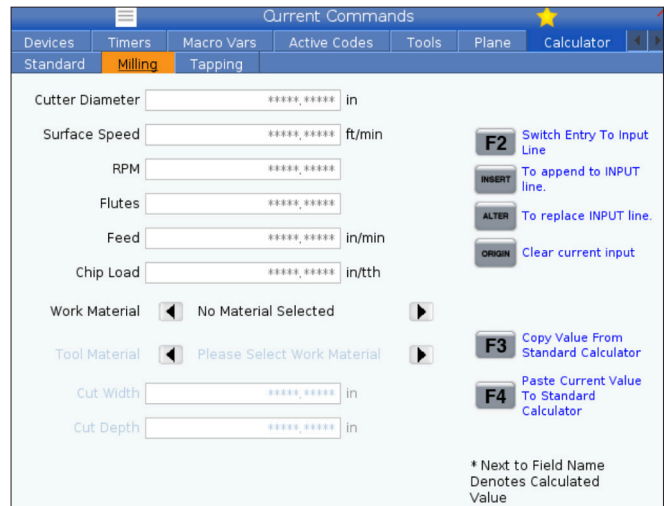 Current Commands
Devices Timers Macro Vars Active Codes Tools Plane Calculator
Standard Milling Tapping
Cutter Diameter *****.***** in
Surface Speed *****.***** ft/min
RPM *****.*****
Flutes *****.*****
Feed *****.***** in/min
Chip Load *****.***** in/tth
Work Material No Material Selected
Tool Material Please Select Work Material
Cut Width *****.***** in
Cut Depth *****.***** in
F2 Switch Entry To Input
Line
INSERT To append to INPUT
line.
ALTER To replace INPUT line.
ORIGIN Clear current input
F3 Copy Value From
Standard Calculator
F4 Paste Current Value
To Standard
Calculator
* Next to Field Name
Denotes Calculated
Value